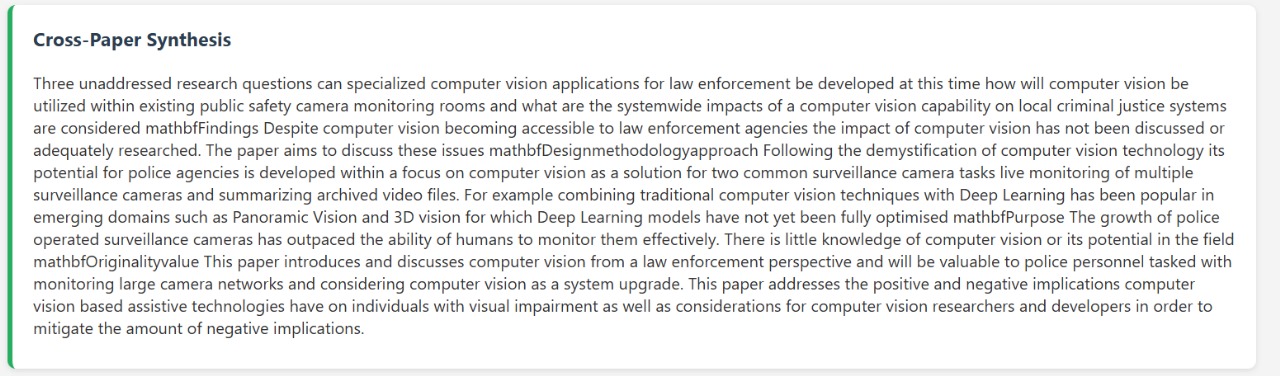 Cross-Paper Synthesis
Three unaddressed research questions can specialized computer vision applications for law enforcement be developed at this time how will computer vision be
utilized within existing public safety camera monitoring rooms and what are the systemwide impacts of a computer vision capability on local criminal justice systems
are considered mathbfFindings Despite computer vision becoming accessible to law enforcement agencies the impact of computer vision has not been discussed or
adequately researched. The paper aims to discuss these issues mathbfDesignmethodologyapproach Following the demystification of computer vision technology its
potential for police agencies is developed within a focus on computer vision as a solution for two common surveillance camera tasks live monitoring of multiple
surveillance cameras and summarizing archived video files. For example combining traditional computer vision techniques with Deep Learning has been popular in
emerging domains such as Panoramic Vision and 3D vision for which Deep Learning models have not yet been fully optimised mathbfPurpose The growth of police
operated surveillance cameras has outpaced the ability of humans to monitor them effectively. There is little knowledge of computer vision or its potential in the field
mathbfOriginalityvalue This paper introduces and discusses computer vision from a law enforcement perspective and will be valuable to police personnel tasked with
monitoring large camera networks and considering computer vision as a system upgrade. This paper addresses the positive and negative implications computer
vision based assistive technologies have on individuals with visual impairment as well as considerations for computer vision researchers and developers in order to
mitigate the amount of negative implications.